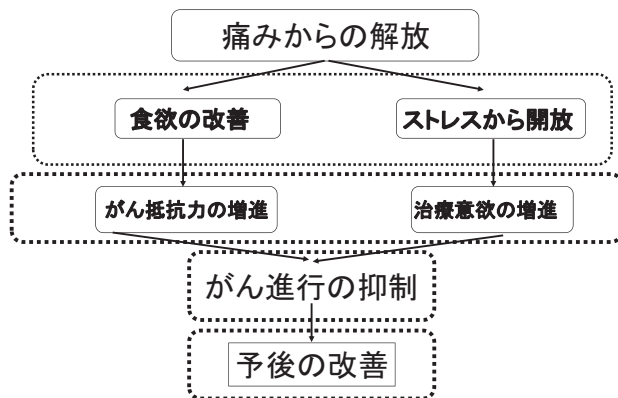 痛みからの解放
食欲の改善
ストレスから開放
がん抵抗力の増進
治療意欲の増進
がん進行の抑制
予後の改善